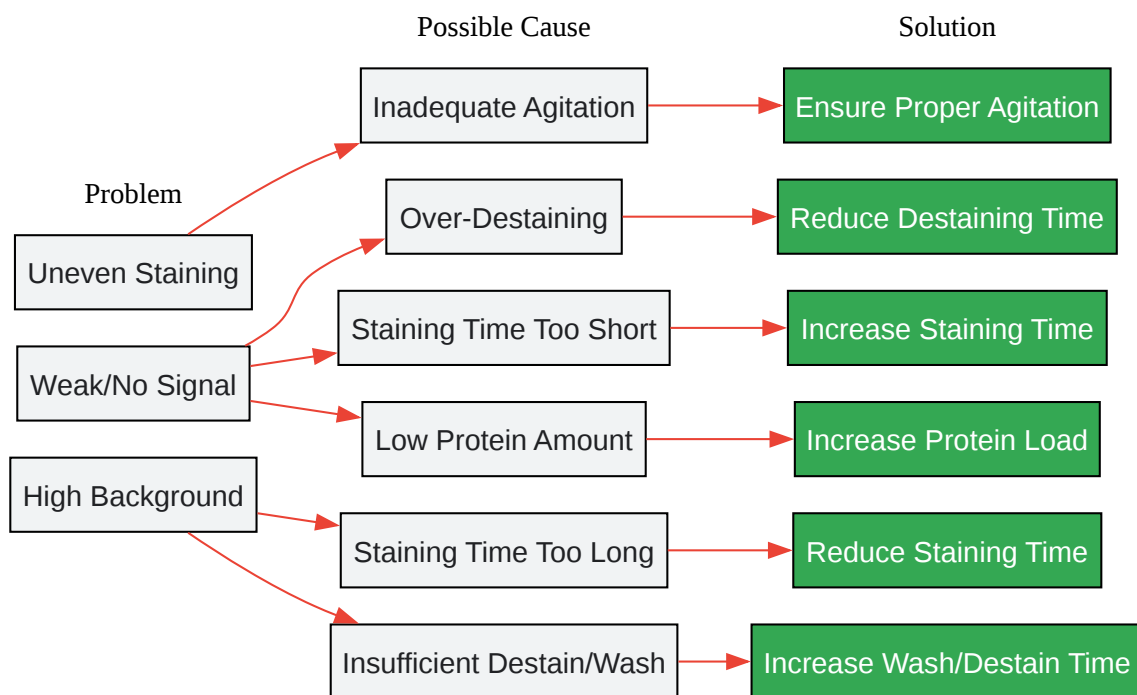 Possible Cause
Solution
Inadequate Agitation
Ensure Proper Agitation
Problem
Over-Destaining
Reduce Destaining Time
Uneven Staining
Staining Time Too Short
Increase Staining Time
Weak/No Signal
Low Protein Amount
Increase Protein Load
High Background
Staining Time Too Long
Reduce Staining Time
Insufficient Destain/Wash
Increase Wash/Destain Time